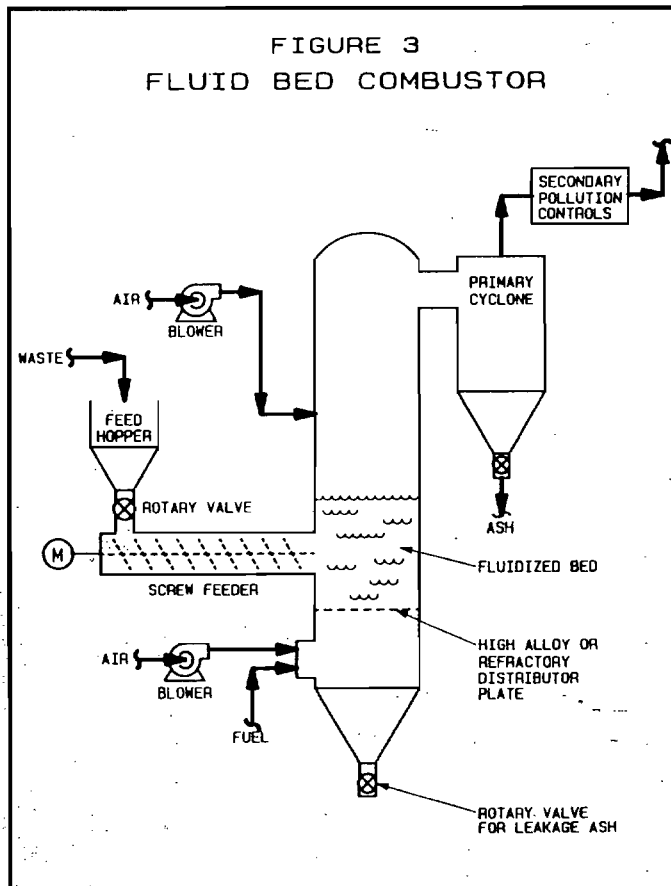 FIGURE 3
FLUID BED COMBUSTOR
SECONDARY
POLLUTION
CONTROLS
PRIMARY
CYCLONE
AIR
BLOWER
WASTE
FEED
HOPPER
ROTARY VALVE
ASH
M
FLUIDIZED BED
SCREW FEEDER
HIGH ALLOY OR
REFRACTORY
DISTRIBUTOR
PLATE
AIR
BLOWER
FUEL
ROTARY VALVE
FOR LEAKAGE ASH